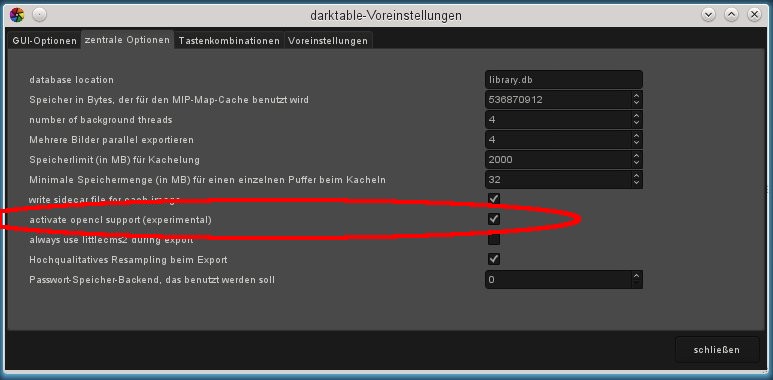 darktable-Voreinstellungen
GUI-Optionen zentrale Optionen Tastenkombinationen Voreinstellungen
database location library.db
Speicher in Bytes, der für den MIP-Map-Cache benutzt wird 536870912
number of background threads 4
Mehrere Bilder parallel exportieren 4
Speicherlimit (in MB) für Kachelung 2000
Minimale Speichermenge (in MB) für einen einzelnen Puffer beim Kacheln 32
write sidecar file for each image
activate opencl support (experimental)
always use littlecms2 during export
Hochqualitatives Resampling beim Export
Passwort-Speicher-Backend, das benutzt werden soll 0
schließen